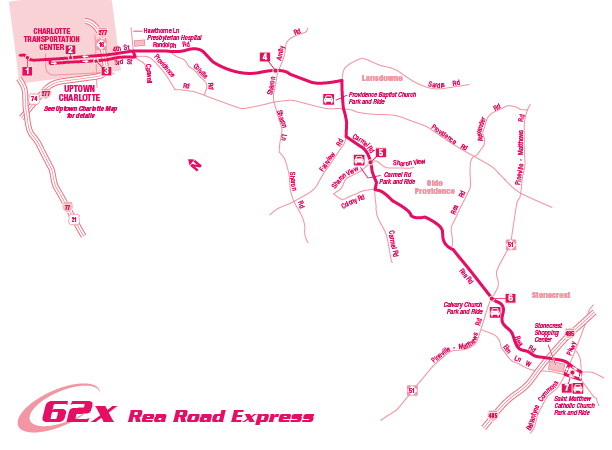 CHARLOTTE
TRANSPORTATION
CENTER
277
16
Hawthorne Ln
Presbyterian Hospital
Randolph Rd
4th St
3rd St
1
2
3
UPTOWN
CHARLOTTE
See Uptown Charlotte Map
for details
74
277
77
21
Caswell
Providence
Rd
Rd
4
Amity
Rd
Sharon
Sharon Ln
Sharon
Rd
Lansdowne
Sardis Rd
Providence Baptist Church
Park and Ride
Providence Rd
Alexander
Rd
Pineville - Matthews Rd
Fairview Rd
Carmel Rd
5
Sharon View
Sharon View
Carmel Rd
Park and Ride
Colony Rd
Carmel Rd
Olde
Providence
Rea Rd
51
N
Rea Rd
6
Stonecrest
Calvary Church
Park and Ride
Pineville - Matthews Rd
Elm Ln W
Rea Rd
Stonecrest
Shopping
Center
485
Pkwy
51
485
Ballantyne Commons
7
Saint Matthew
Catholic Church
Park and Ride
62x Rea Road Express